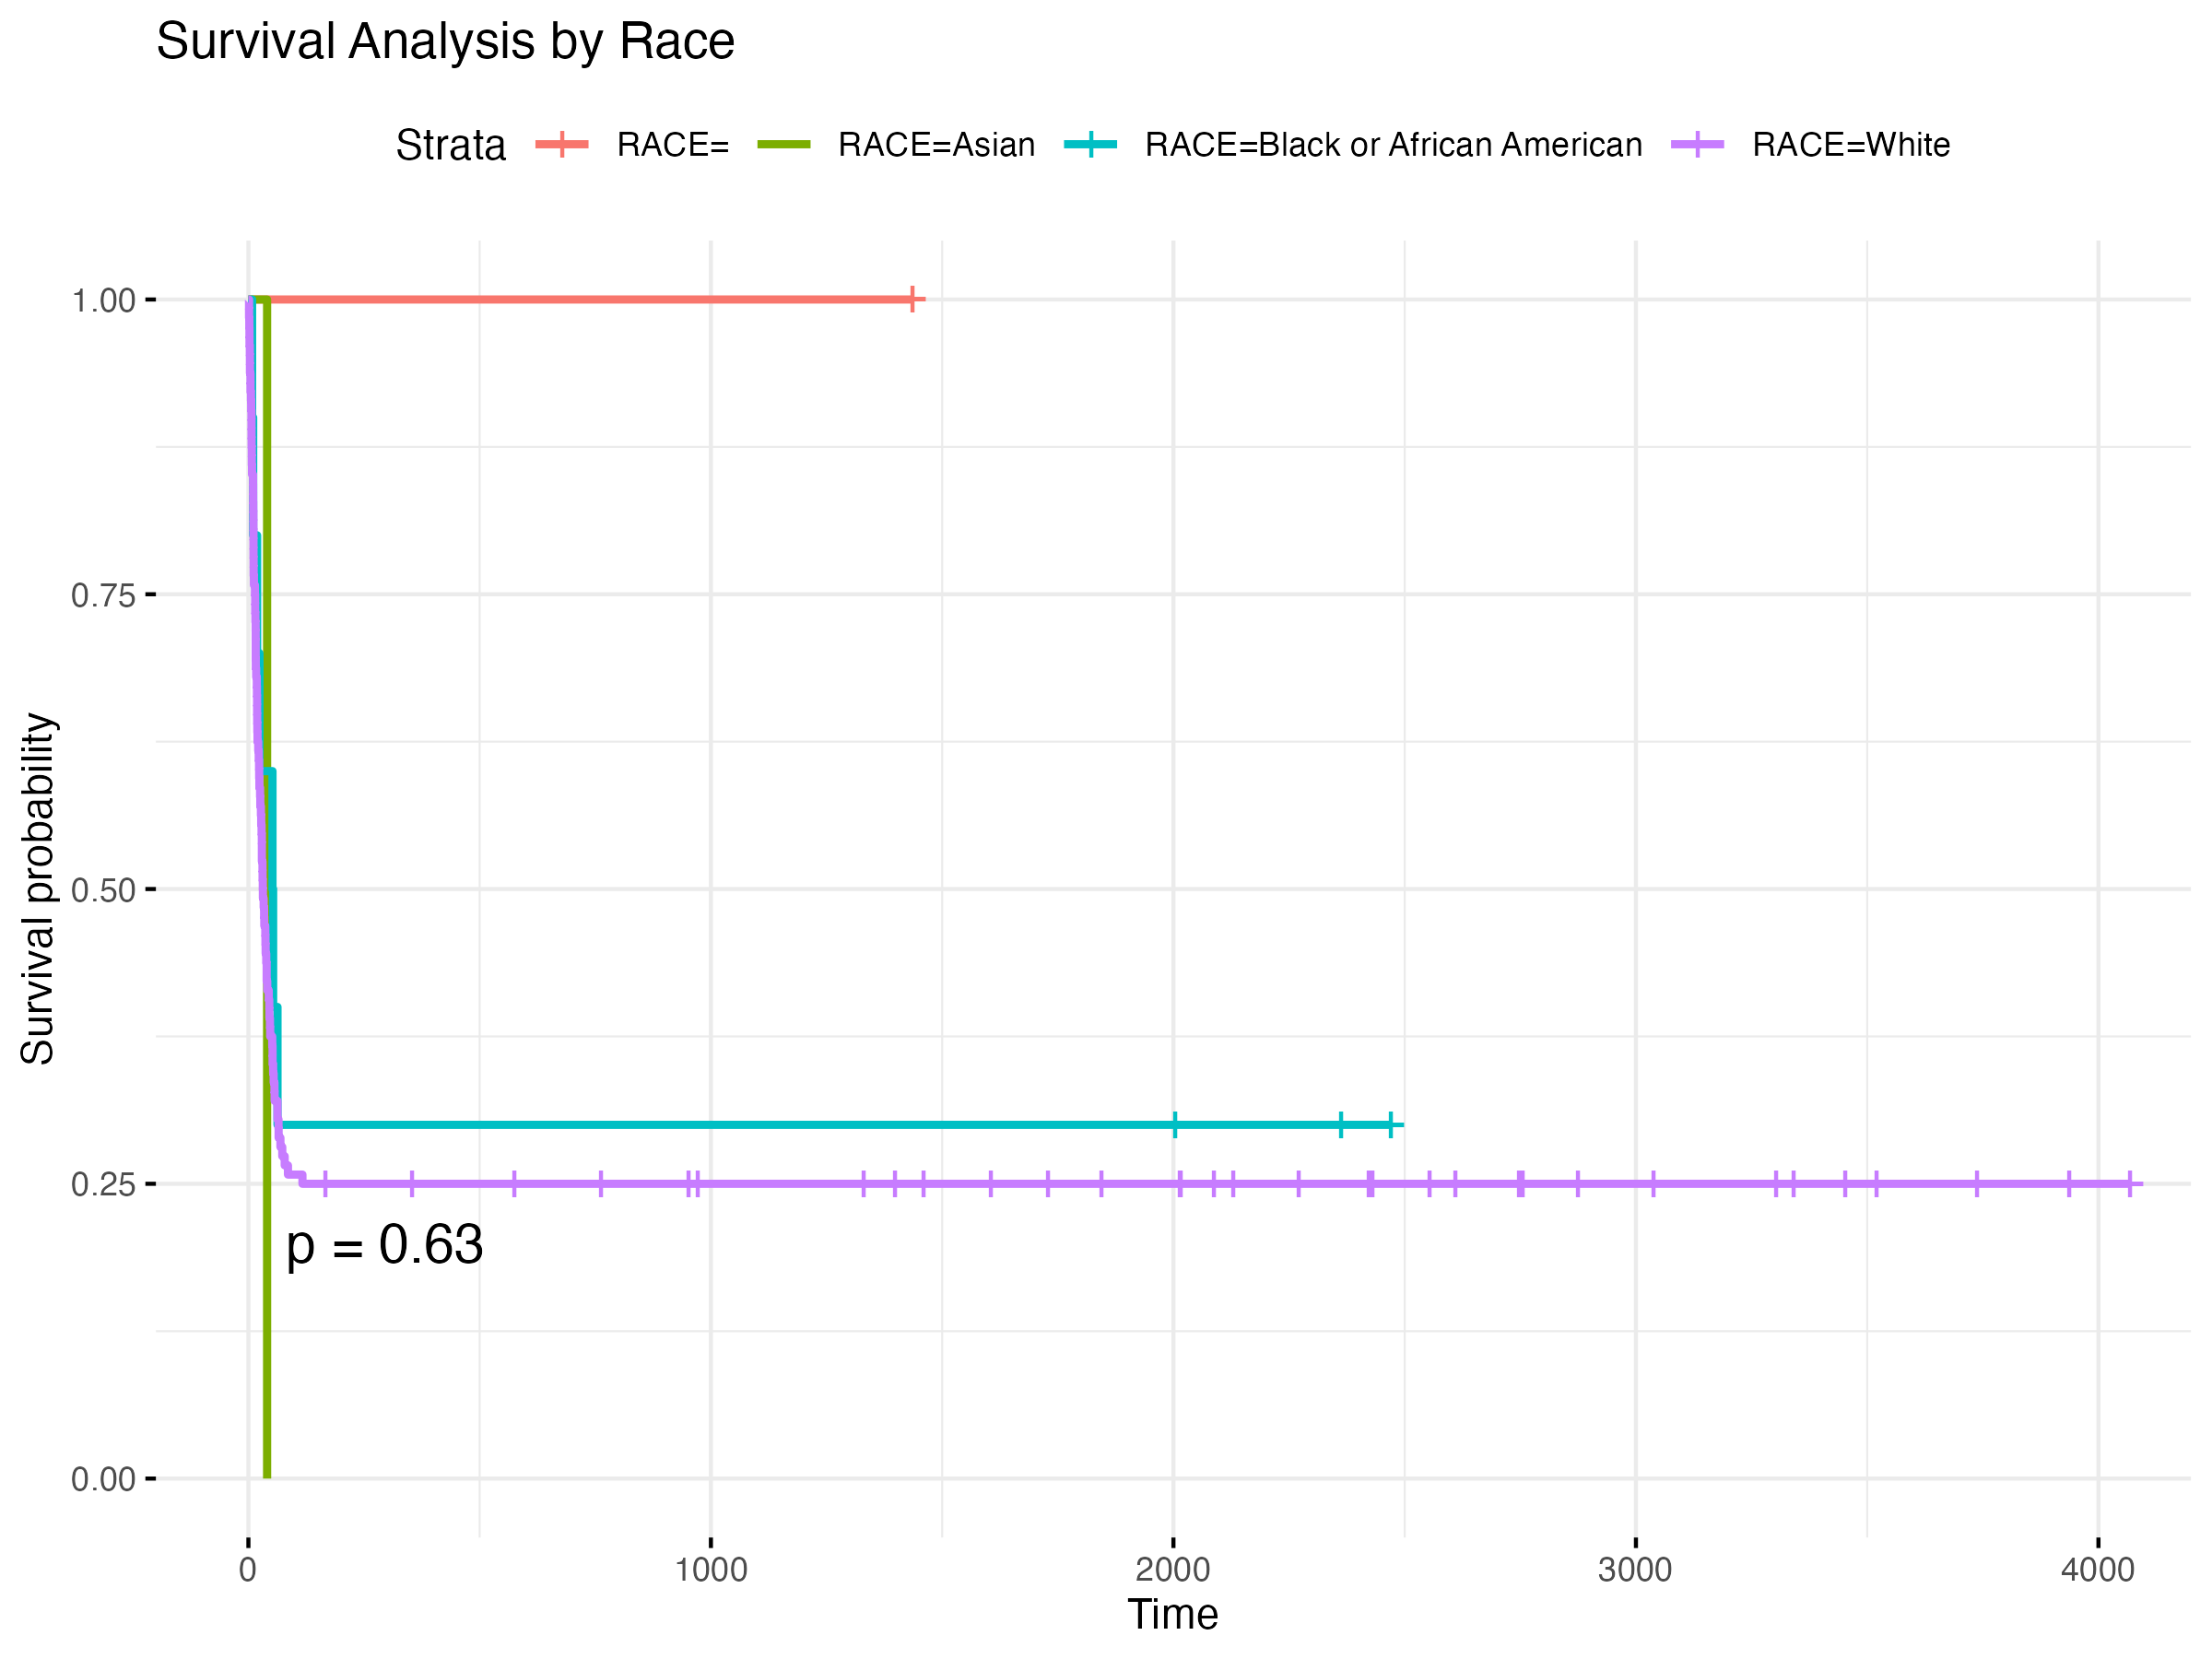 Survival Analysis by Race
Strata RACE= RACE=Asian RACE=Black or African American RACE=White
Survival probability
1.00
0.75
0.50
0.25
0.00
p = 0.63
0 1000 2000 3000 4000
Time